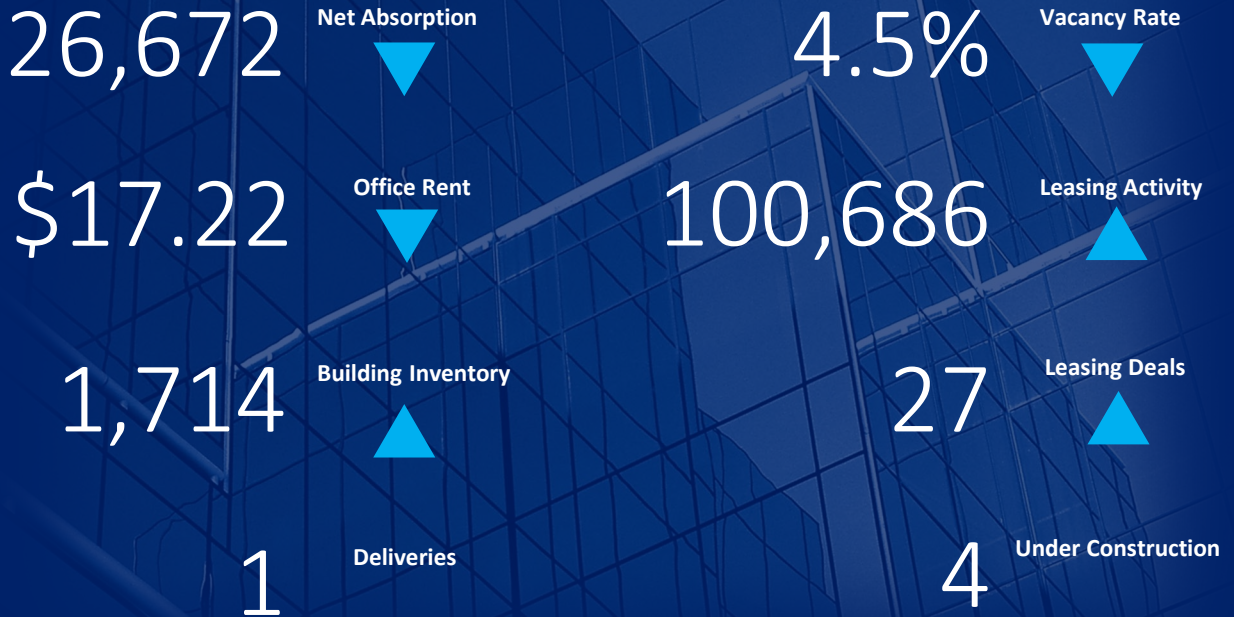 26,672 Net Absorption
4.5% Vacancy Rate
$17.22 Office Rent
100,686 Leasing Activity
1,714 Building Inventory
27 Leasing Deals
1 Deliveries
4 Under Construction